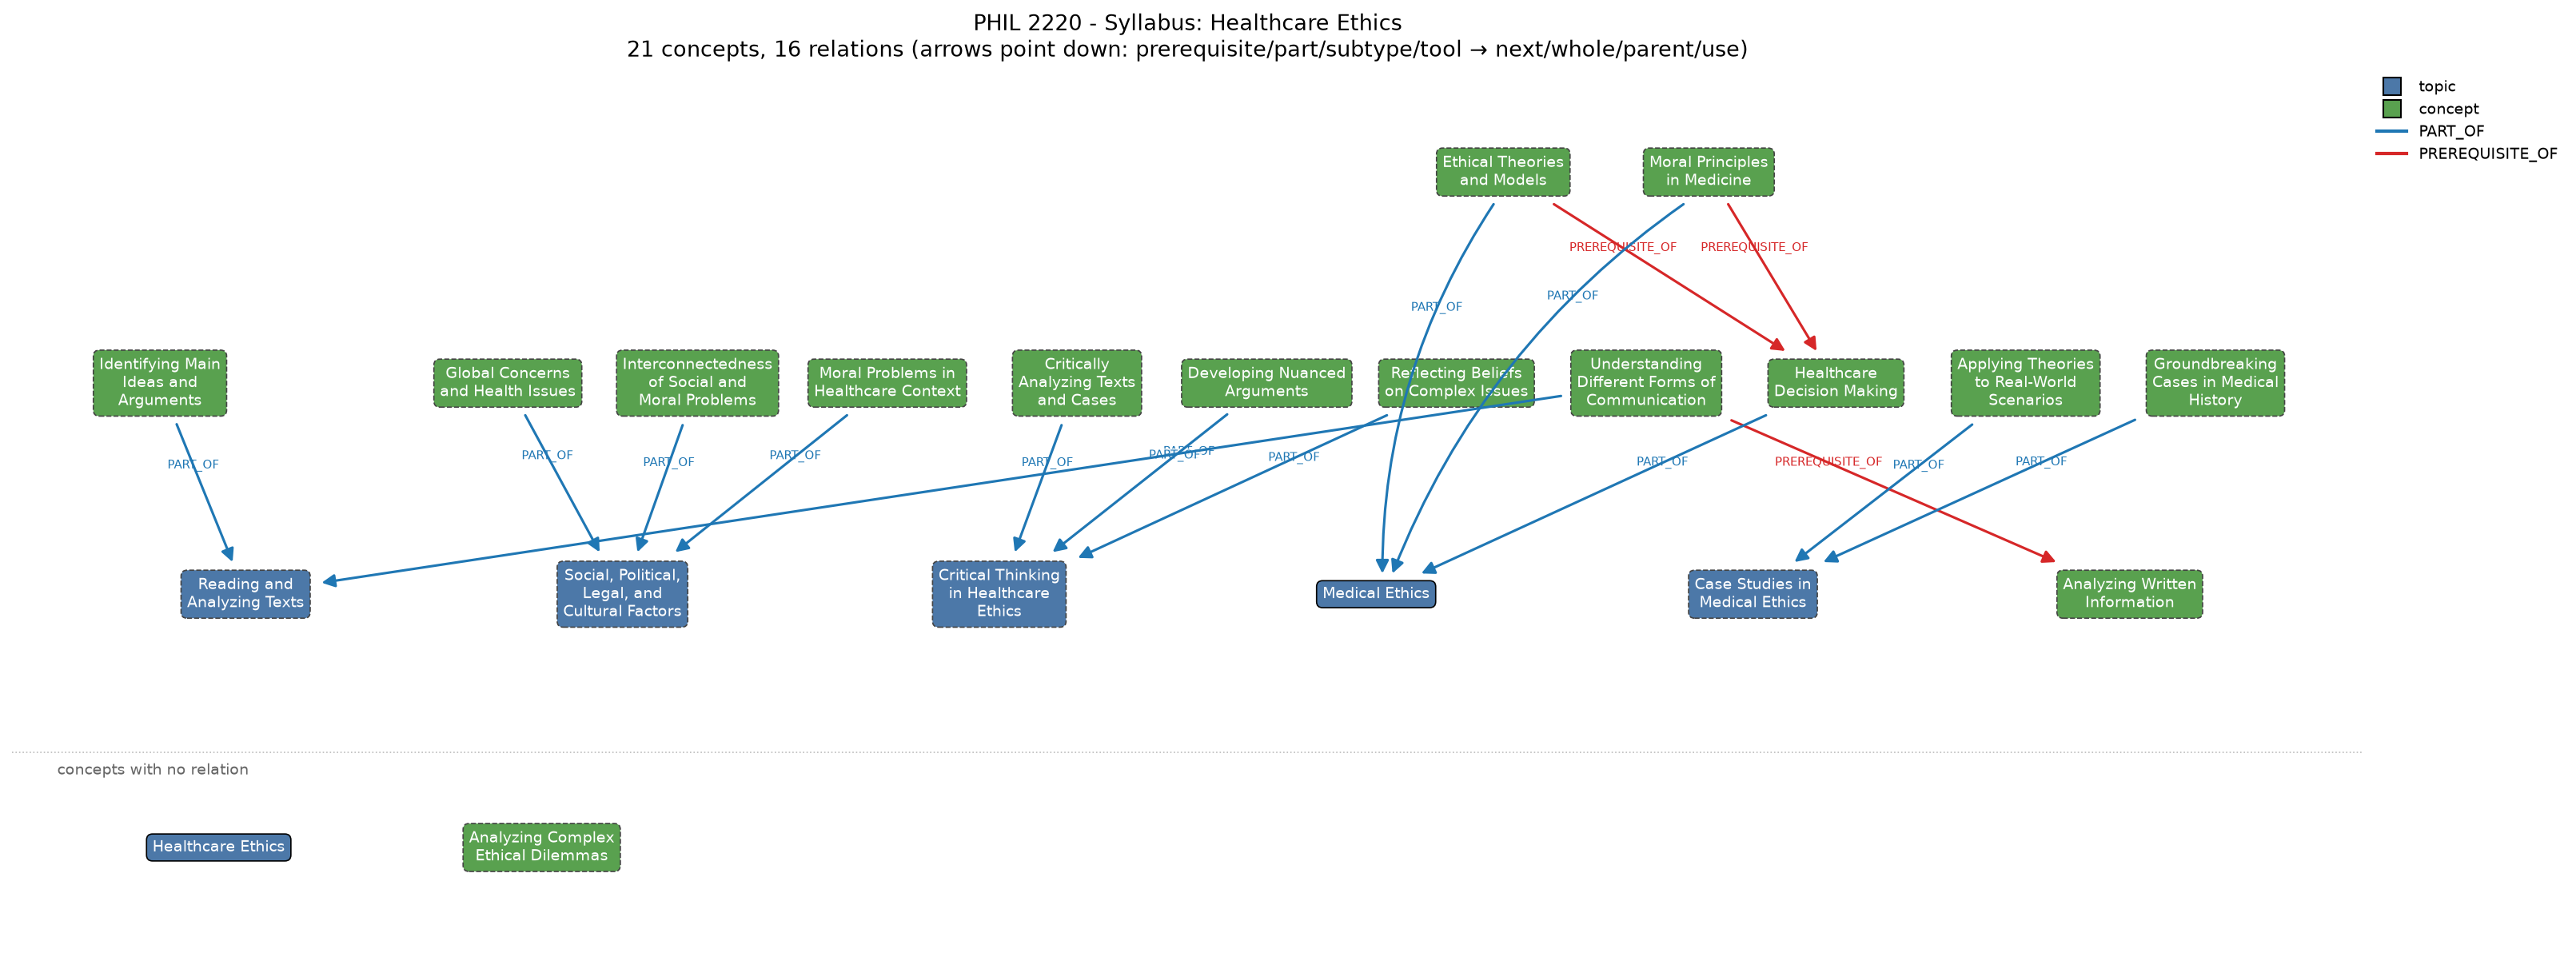 PHIL 2220 - Syllabus: Healthcare Ethics
21 concepts, 16 relations (arrows point down: prerequisite/part/subtype/tool → next/whole/parent/use)
topic
concept
PART_OF
PREREQUISITE_OF
Ethical Theories
and Models
Moral Principles
in Medicine
PREREQUISITE_OF
PREREQUISITE_OF
PART_OF
PART_OF
Identifying Main
Ideas and
Arguments
Global Concerns
and Health Issues
Interconnectedness
of Social and
Moral Problems
Moral Problems in
Healthcare Context
Critically
Analyzing Texts
and Cases
Developing Nuanced
Arguments
Reflecting Beliefs
on Complex Issues
Understanding
Different Forms of
Communication
Healthcare
Decision Making
Applying Theories
to Real-World
Scenarios
Groundbreaking
Cases in Medical
History
PART_OF
PART_OF
PART_OF
PART_OF
PART_OF
PART_OF
PART_OF
PART_OF
PART_OF
PREREQUISITE_OF
PART_OF
PART_OF
Reading and
Analyzing Texts
Social, Political,
Legal, and
Cultural Factors
Critical Thinking
in Healthcare
Ethics
Medical Ethics
Case Studies in
Medical Ethics
Analyzing Written
Information
concepts with no relation
Healthcare Ethics
Analyzing Complex
Ethical Dilemmas